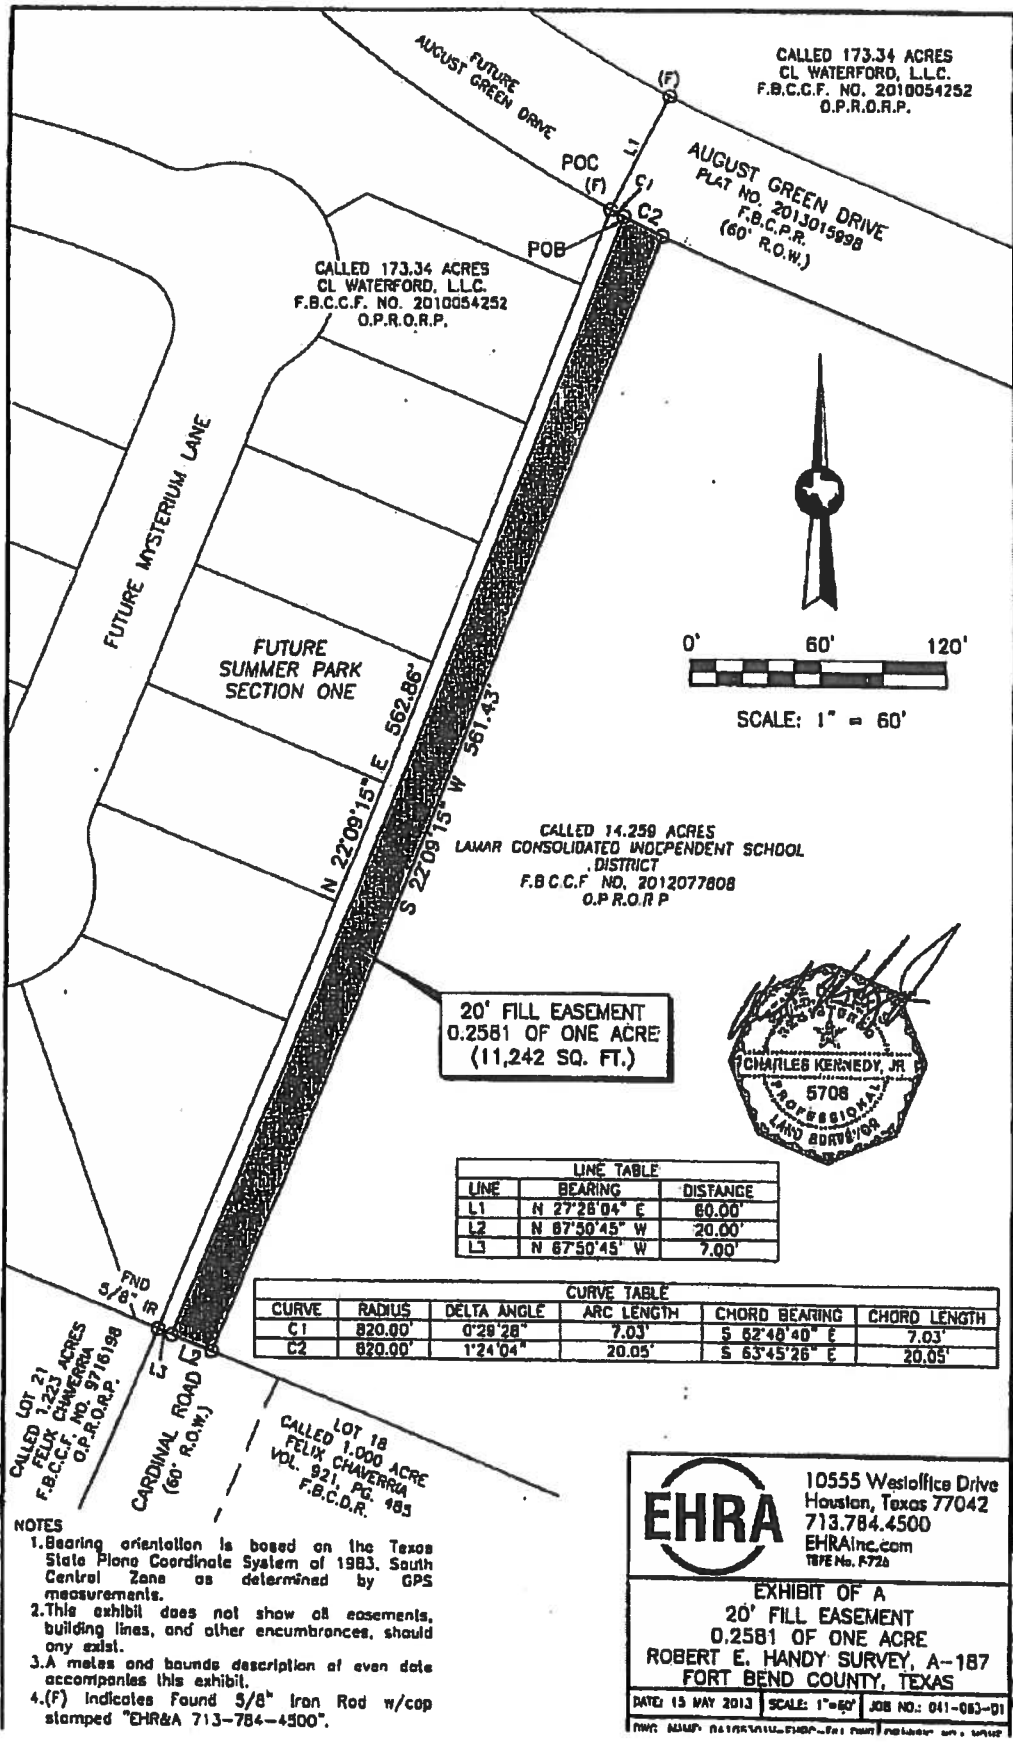 CALLED 173.34 ACRES
CL WATERFORD, L.L.C.
F.B.C.C.F. NO. 2010054252
O.P.R.O.R.P.
FUTURE
AUGUST GREEN DRIVE
(F)
L1
POC
(F)
C1
C2
POB
AUGUST GREEN DRIVE
PLAT NO. 2013015998
F.B.C.P.R.
(60' R.O.W.)
CALLED 173.34 ACRES
CL WATERFORD, L.L.C.
F.B.C.C.F. NO. 2010054252
O.P.R.O.R.P.
FUTURE MYSTERIUM LANE
FUTURE
SUMMER PARK
SECTION ONE
N 22°09'15" E 562.86'
S 22°09'15" W 561.43'
0' 60' 120'
SCALE: 1" = 60'
CALLED 14.259 ACRES
LAMAR CONSOLIDATED INDEPENDENT SCHOOL
DISTRICT
F.B.C.C.F NO. 2012077808
O.P.R.O.R.P
20' FILL EASEMENT
0.2581 OF ONE ACRE
(11,242 SQ. FT.)
REGISTERED
CHARLES KENNEDY, JR
5708
PROFESSIONAL
LAND SURVEYOR
LINE TABLE
LINE BEARING DISTANCE
L1 N 27°26'04" E 60.00'
L2 N 67°50'45" W 20.00'
L3 N 67°50'45" W 7.00'
CURVE TABLE
CURVE RADIUS DELTA ANGLE ARC LENGTH CHORD BEARING CHORD LENGTH
C1 820.00' 0°29'28" 7.03' S 62°48'40" E 7.03'
C2 820.00' 1°24'04" 20.05' S 63°45'26" E 20.05'
FND
5/8" IR
LOT 21
CALLED 1.223 ACRES
FELIX CHAVERRIA
F.B.C.C.F. NO. 9716198
O.P.R.O.R.P.
CARDINAL ROAD
(60' R.O.W.)
LOT 18
CALLED 1.000 ACRE
FELIX CHAVERRIA
VOL. 921, PG. 485
F.B.C.D.R.
NOTES
1.Bearing orientation is based on the Texas
State Plane Coordinate System of 1983, South
Central Zone as determined by GPS
measurements.
2.This exhibit does not show all easements,
building lines, and other encumbrances, should
any exist.
3.A metes and bounds description of even date
accompanies this exhibit.
4.(F) Indicates Found 5/8" Iron Rod w/cap
stamped "EHR&A 713-784-4500".
EHRA
10555 Westoffice Drive
Houston, Texas 77042
713.784.4500
EHRAinc.com
TBPE No. F-726
EXHIBIT OF A
20' FILL EASEMENT
0.2581 OF ONE ACRE
ROBERT E. HANDY SURVEY, A-187
FORT BEND COUNTY, TEXAS
DATE: 15 MAY 2013 SCALE: 1"=60' JOB NO.: 041-063-01